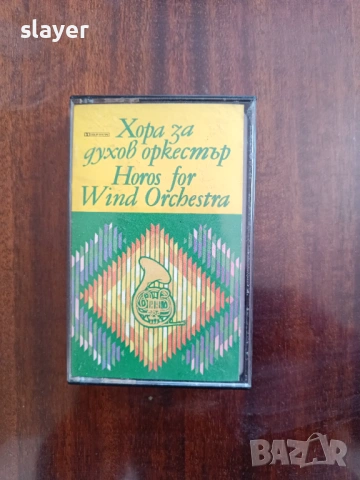 slayer
Хора за
духов оркестър
Horos for
Wind Orchestra
BAZAR